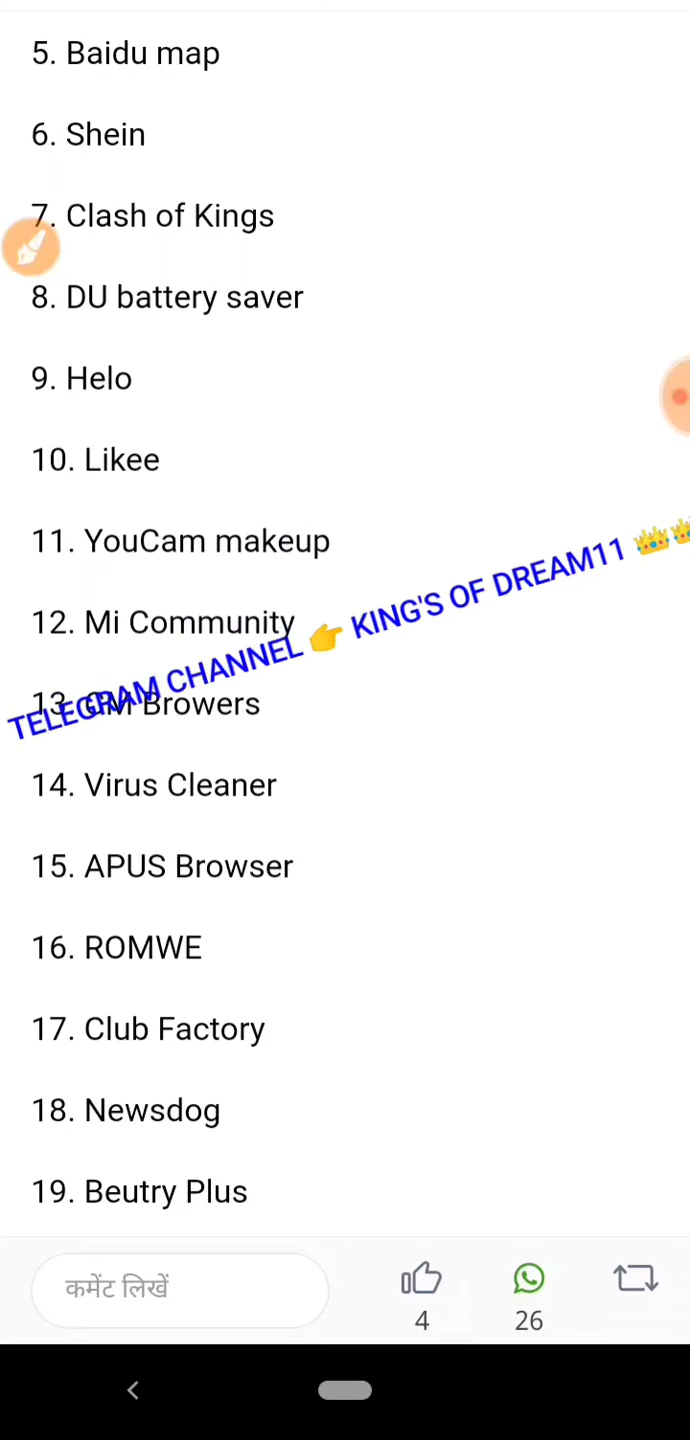 5. Baidu map
6. Shein
7. Clash of Kings
8. DU battery saver
9. Helo
10. Likee
11. YouCam makeup
12. Mi Community
TELEGRAM CHANNEL 👉 KING'S OF DREAM11 👑👑
13. CM Browers
14. Virus Cleaner
15. APUS Browser
16. ROMWE
17. Club Factory
18. Newsdog
19. Beutry Plus
कमेंट लिखें
4
26